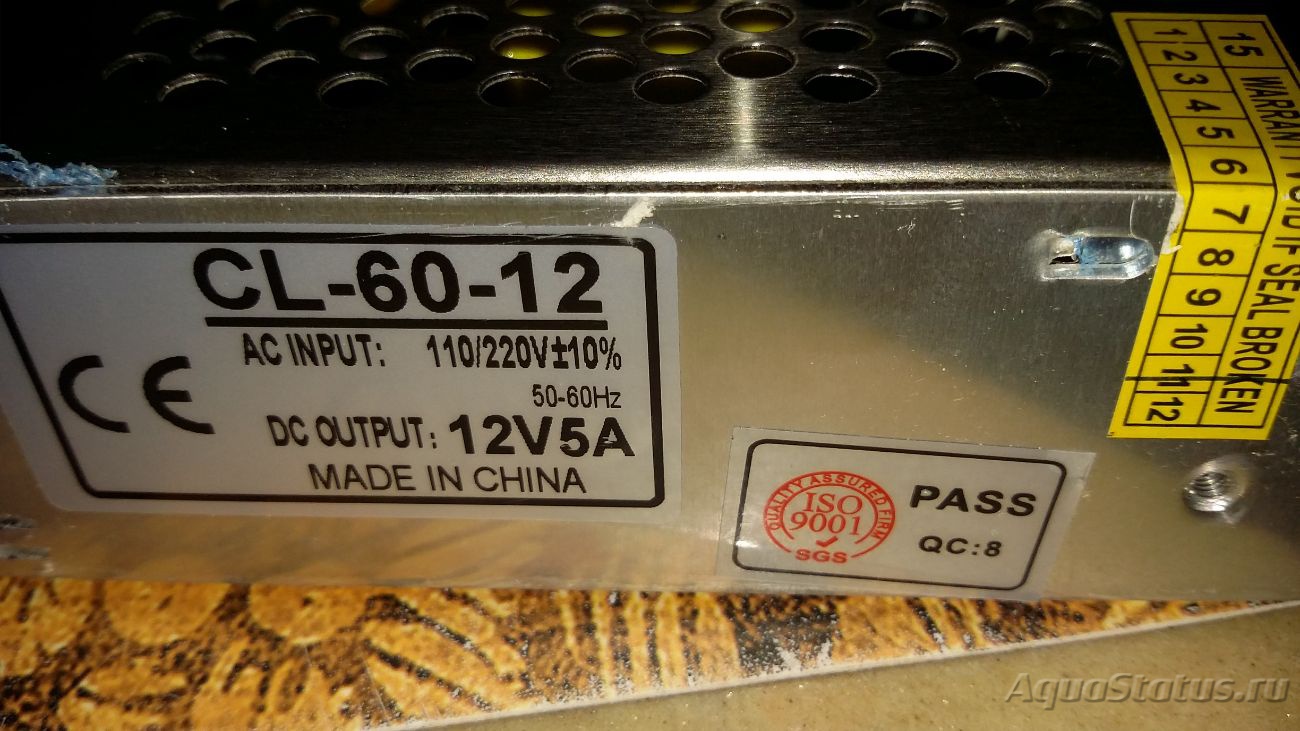 CL-60-12
AC INPUT: 110/220V±10%
50-60Hz
DC OUTPUT: 12V5A
MADE IN CHINA
CE
QUALITY ASSURED FIRM
ISO
9001
SGS
PASS
QC:8
15 WARRANTY VOID IF SEAL BROKEN
1 2 3 4 5 6 7 8 9 10 11 12
AquaStatus.ru